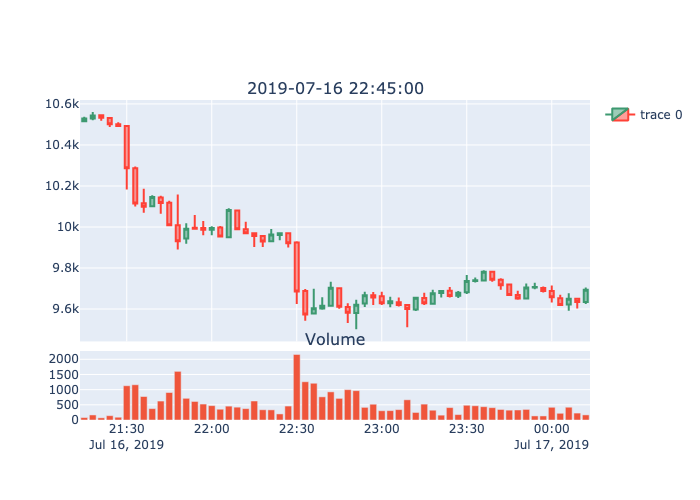 2019-07-16 22:45:00
10.6k
10.4k
10.2k
10k
9.8k
9.6k
trace 0
Volume
2000
1500
1000
500
0
21:30 22:00 22:30 23:00 23:30 00:00
Jul 16, 2019 Jul 17, 2019